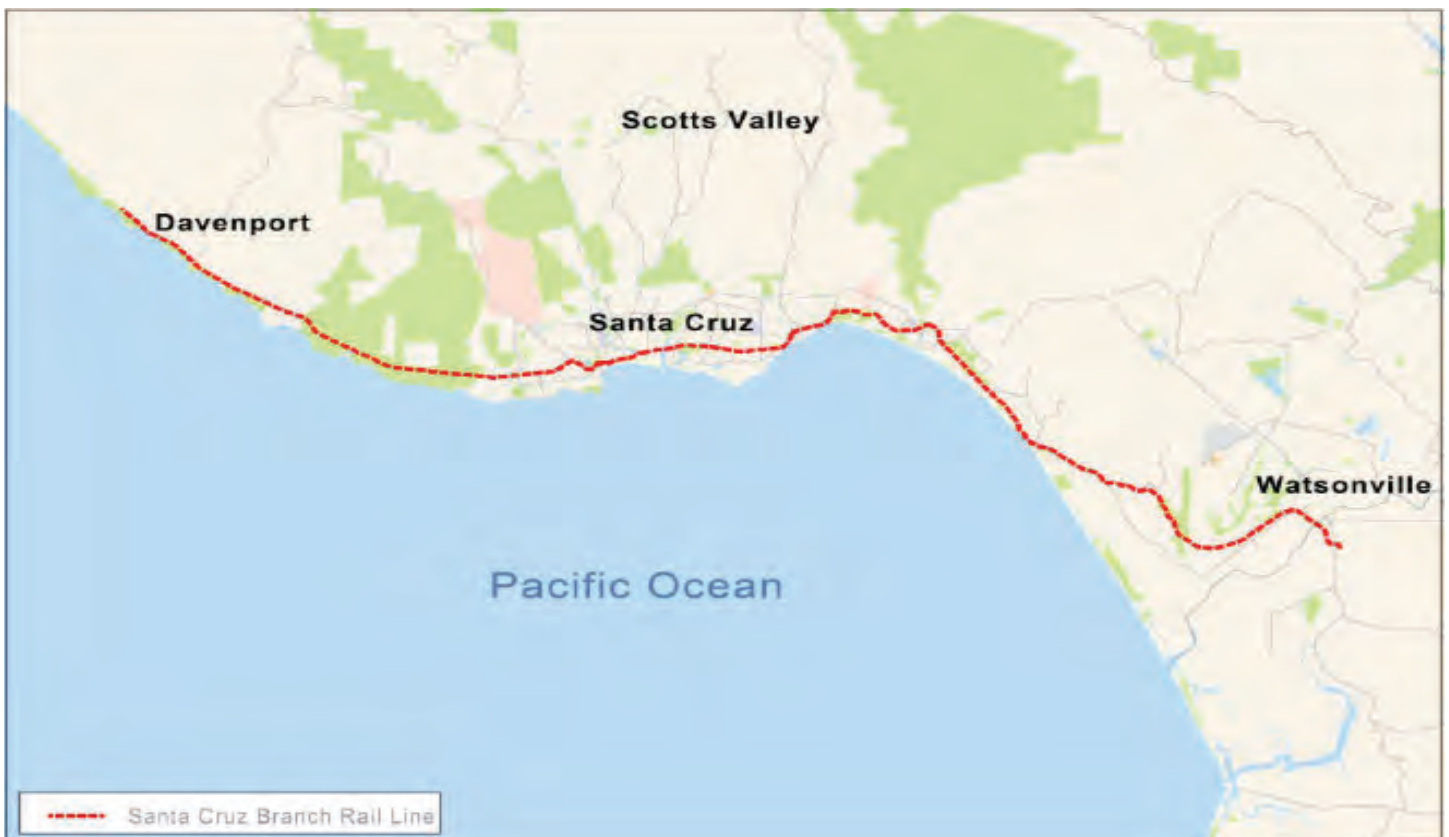 Scotts Valley
Davenport
Santa Cruz
Watsonville
Pacific Ocean
Santa Cruz Branch Rail Line